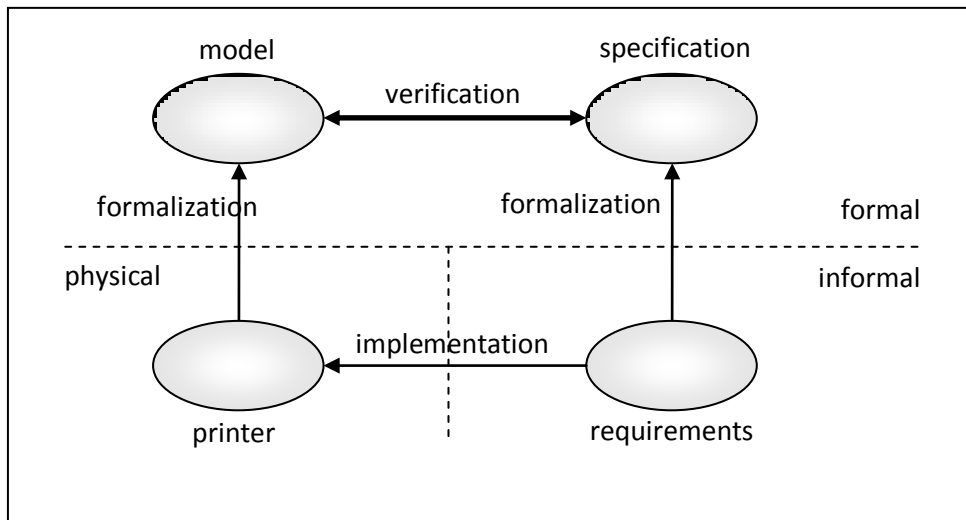 model
specification
verification
formalization
formalization
formal
physical
informal
implementation
printer
requirements